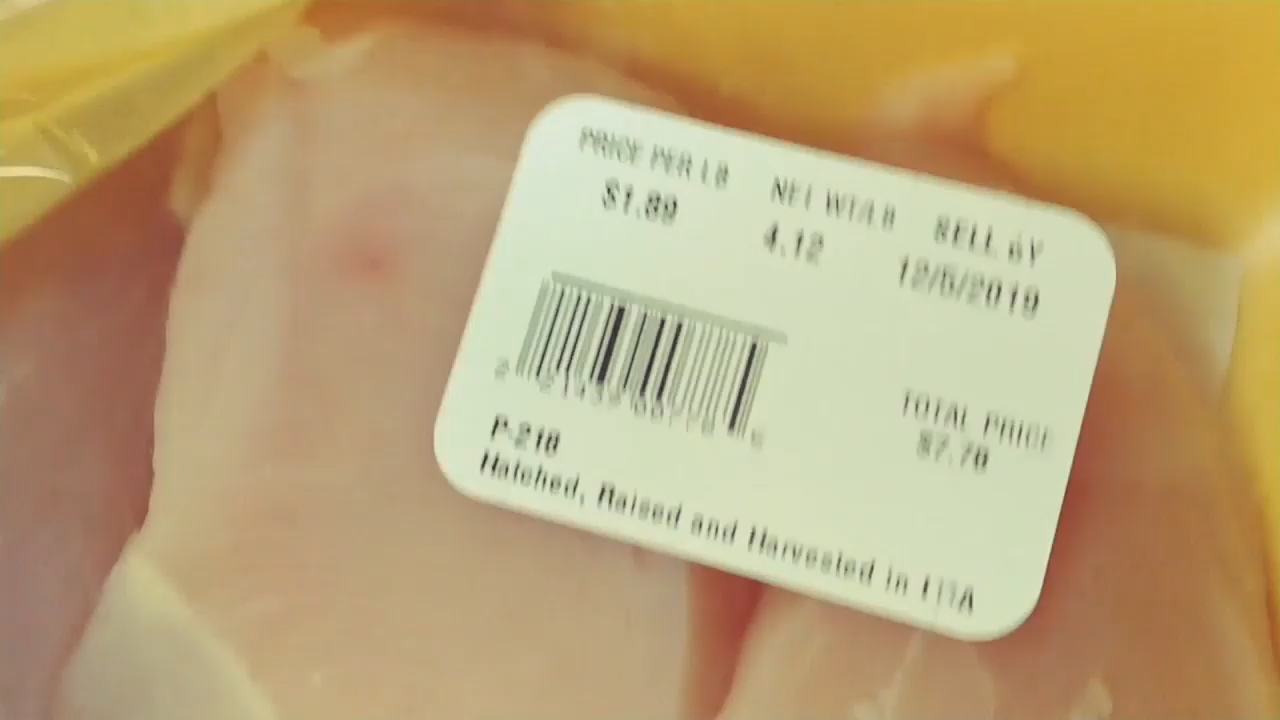 PRICE PER LB NET WT/LB SELL BY
$1.89 4.12 12/5/2019
TOTAL PRICE
$7.79
P-218
Hatched, Raised and Harvested in USA